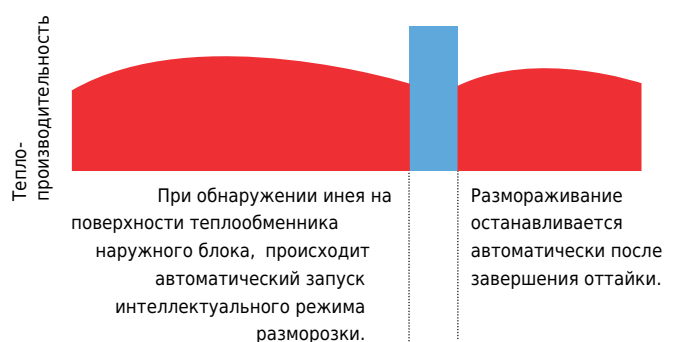 Тепло-
производительность
При обнаружении инея на
поверхности теплообменника
наружного блока, происходит
автоматический запуск
интеллектуального режима
разморозки.
Размораживание
останавливается
автоматически после
завершения оттайки.